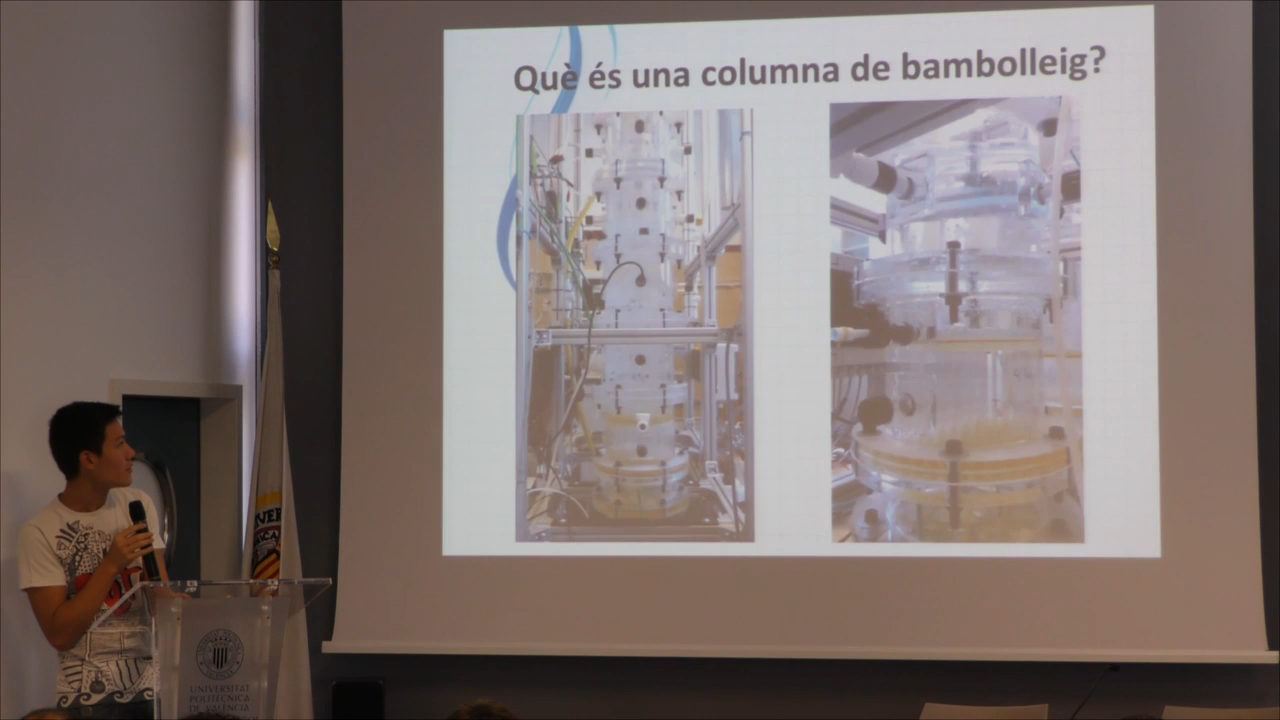 Què és una columna de bambolleig?
UNIVERSITAT
POLITÈCNICA
DE VALÈNCIA